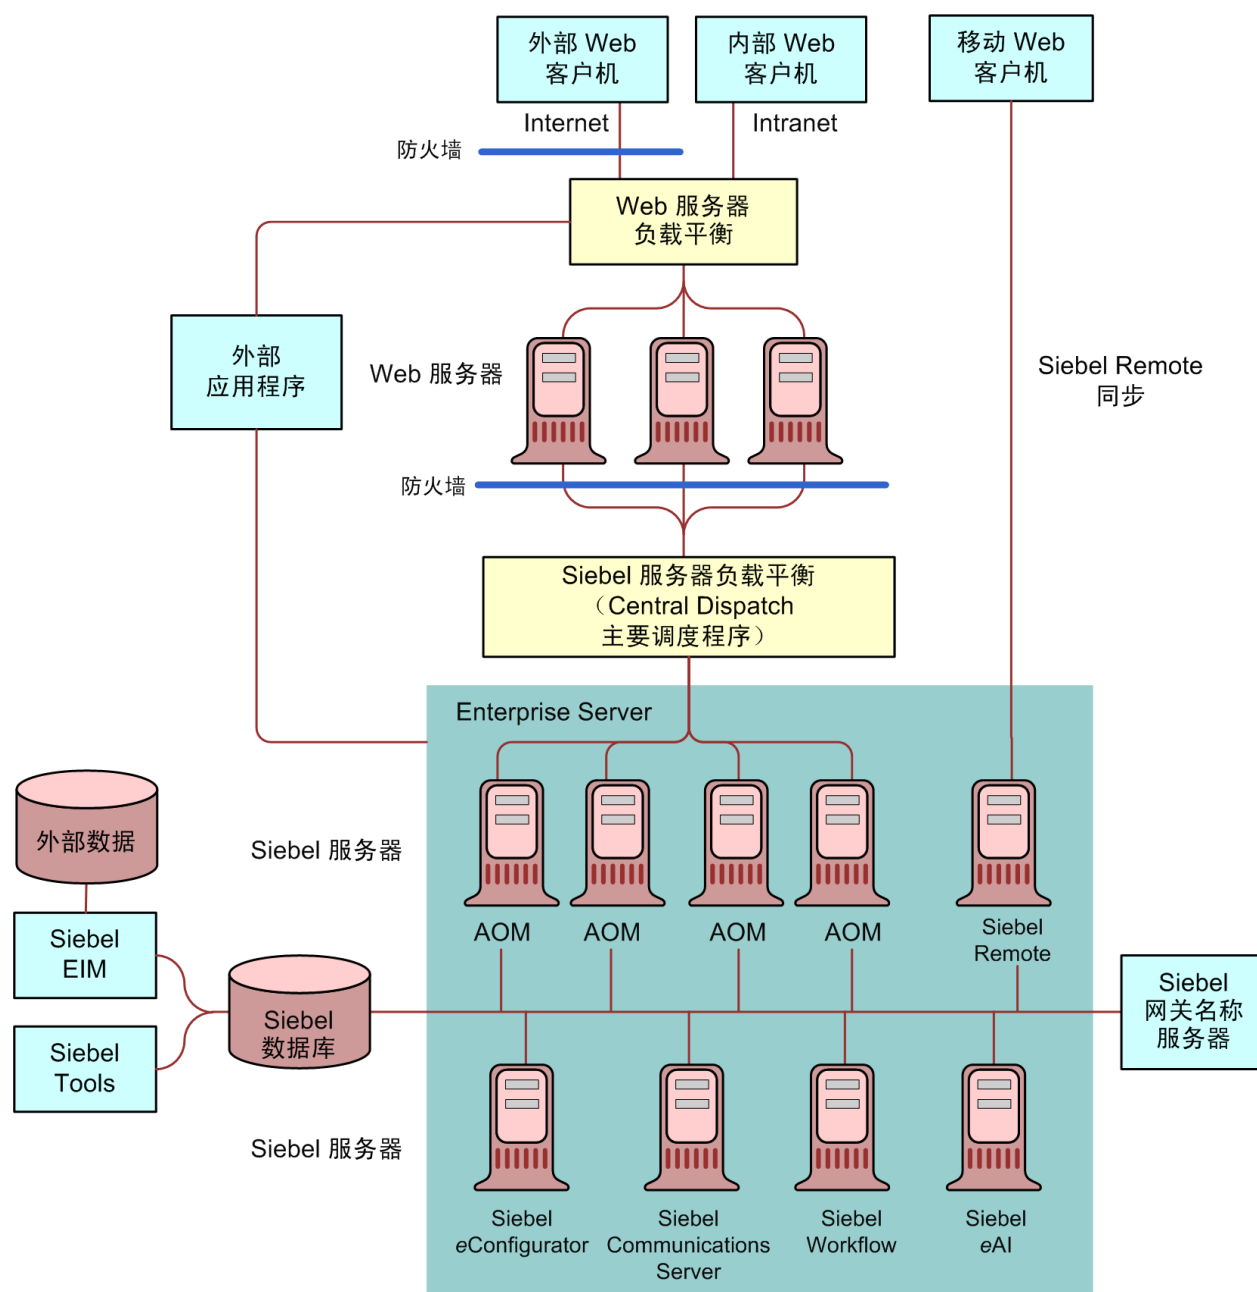 外部 Web
客户机
内部 Web
客户机
移动 Web
客户机
Internet
Intranet
防火墙
Web 服务器
负载平衡
外部
应用程序
Web 服务器
Siebel Remote
同步
防火墙
Siebel 服务器负载平衡
（Central Dispatch
主要调度程序）
Enterprise Server
外部数据
Siebel 服务器
AOM
AOM
AOM
AOM
Siebel
Remote
Siebel
EIM
Siebel
Tools
Siebel
数据库
Siebel
网关名称
服务器
Siebel 服务器
Siebel
eConfigurator
Siebel
Communications
Server
Siebel
Workflow
Siebel
eAI